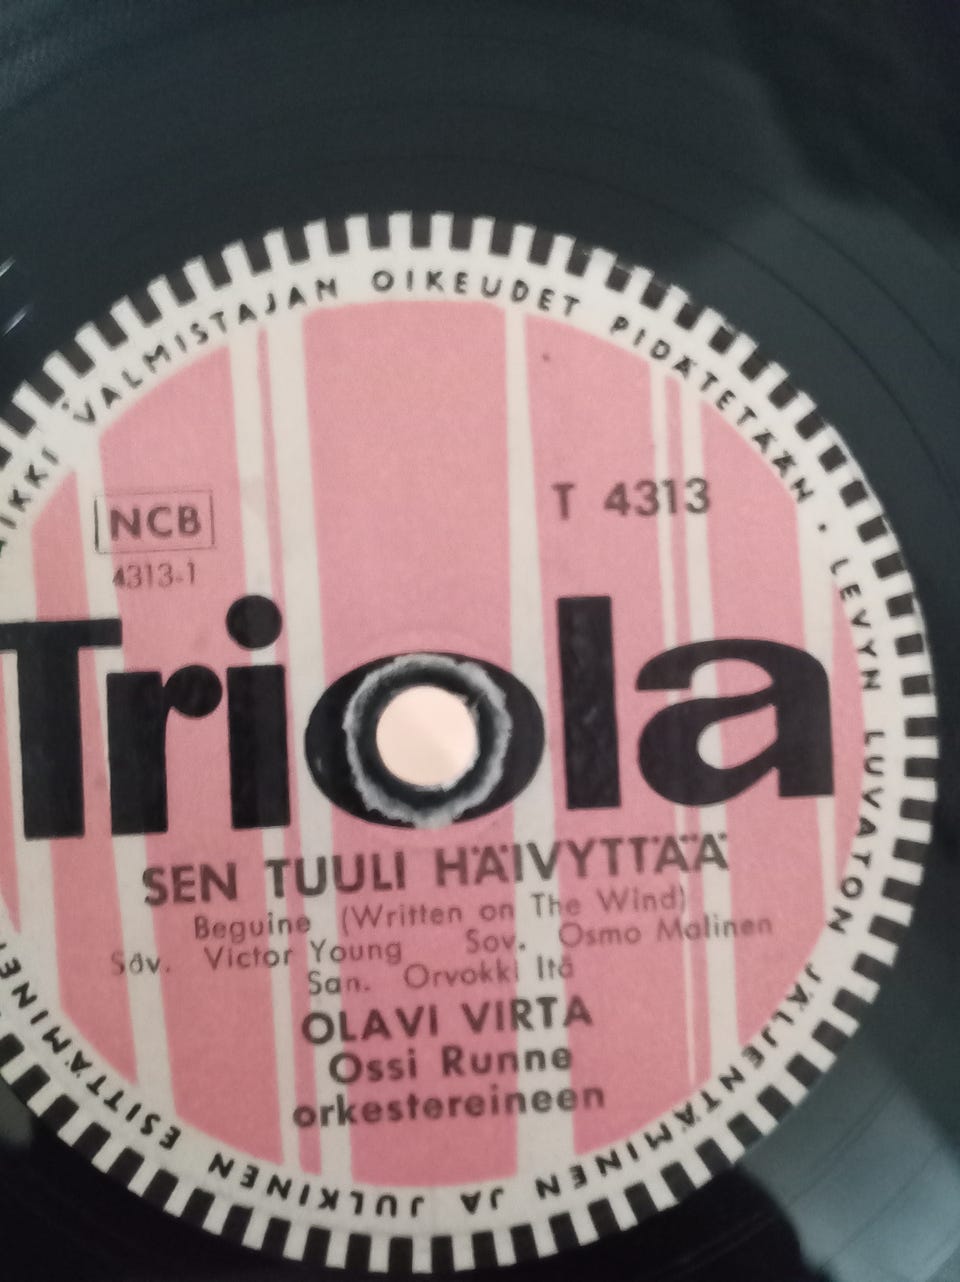 VALMISTAJAN OIKEUDET PIDÄTETÄÄN · LEVYN LUVATON JÄLJENTÄMINEN JA JULKINEN ESITTÄMINEN
NCB
T 4313
4313-1
Triola
SEN TUULI HÄIVYTTÄÄ
Beguine (Written on The Wind)
Säv. Victor Young Sov. Osmo Malinen
San. Orvokki Itä
OLAVI VIRTA
Ossi Runne
orkestereineen